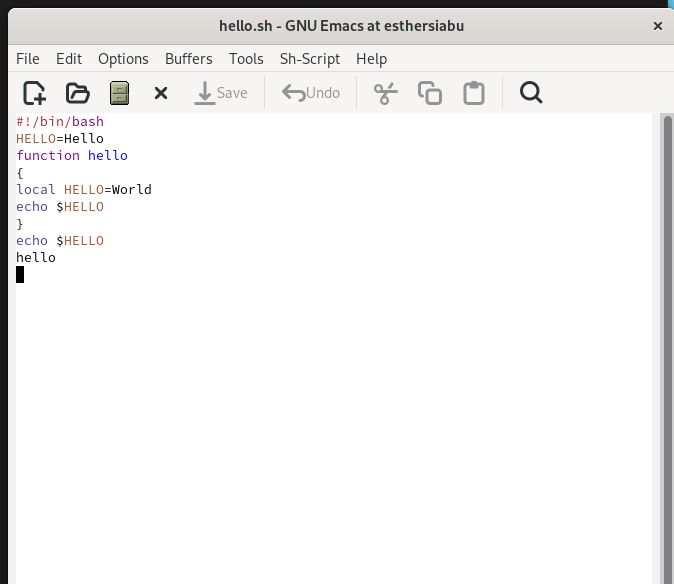 hello.sh - GNU Emacs at esthersiabu
File Edit Options Buffers Tools Sh-Script Help
Save Undo
#!/bin/bash
HELLO=Hello
function hello
{
local HELLO=World
echo $HELLO
}
echo $HELLO
hello